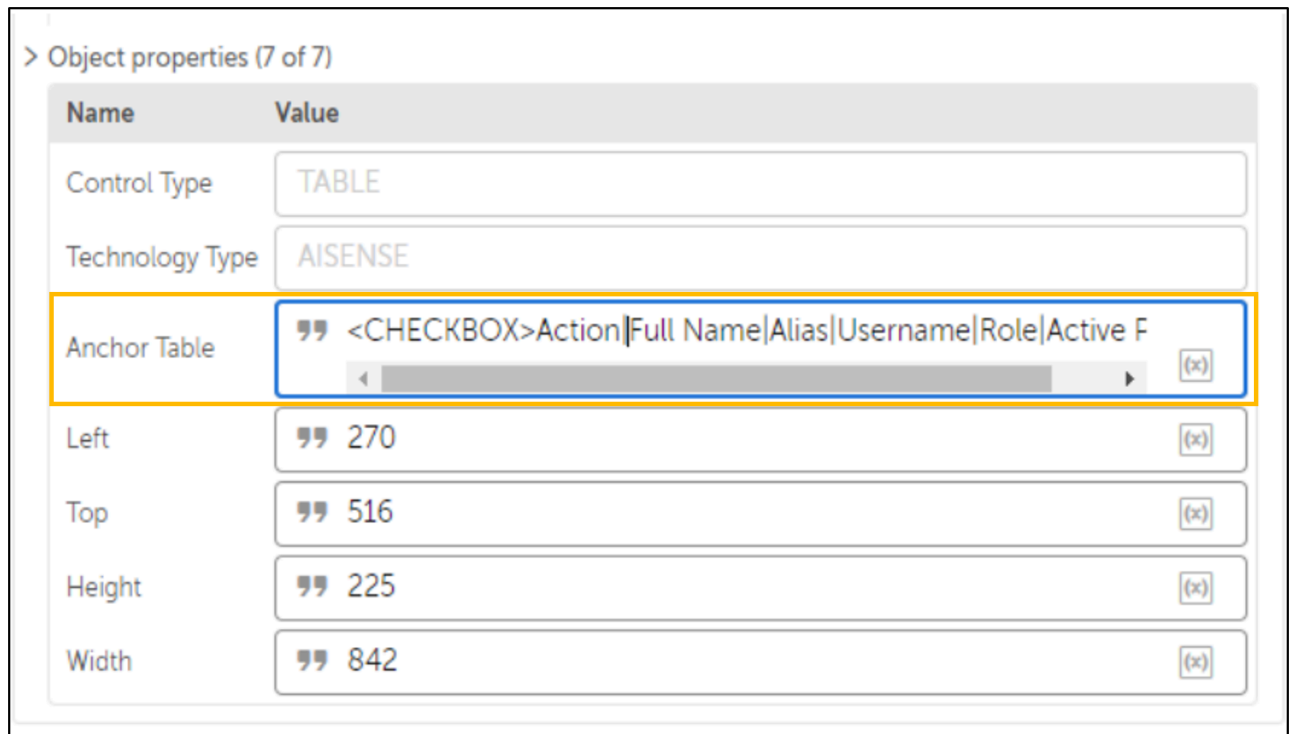 > Object properties (7 of 7)
Name Value
Control Type TABLE
Technology Type AISENSE
Anchor Table <CHECKBOX>Action|Full Name|Alias|Username|Role|Active
(x)
Left 270 (x)
Top 516 (x)
Height 225 (x)
Width 842 (x)